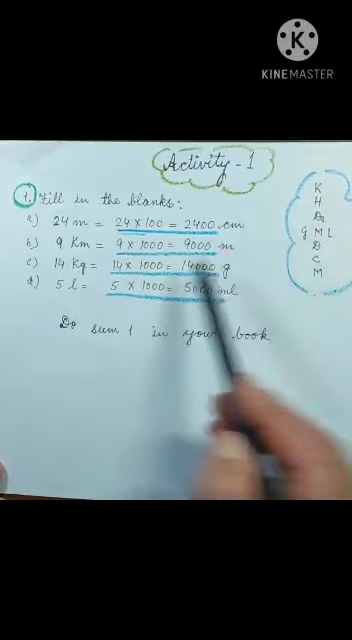 K
KINEMASTER
Activity - 1
1. Fill in the blanks:
a) 24 m = 24 × 100 = 2400 cm
b) 9 Km = 9 × 1000 = 9000 m
c) 14 Kg = 14 × 1000 = 14000 g
d) 5 l = 5 × 1000 = 5000 ml
Do sum 1 in your book
K
H
Da
g M L
D
C
M